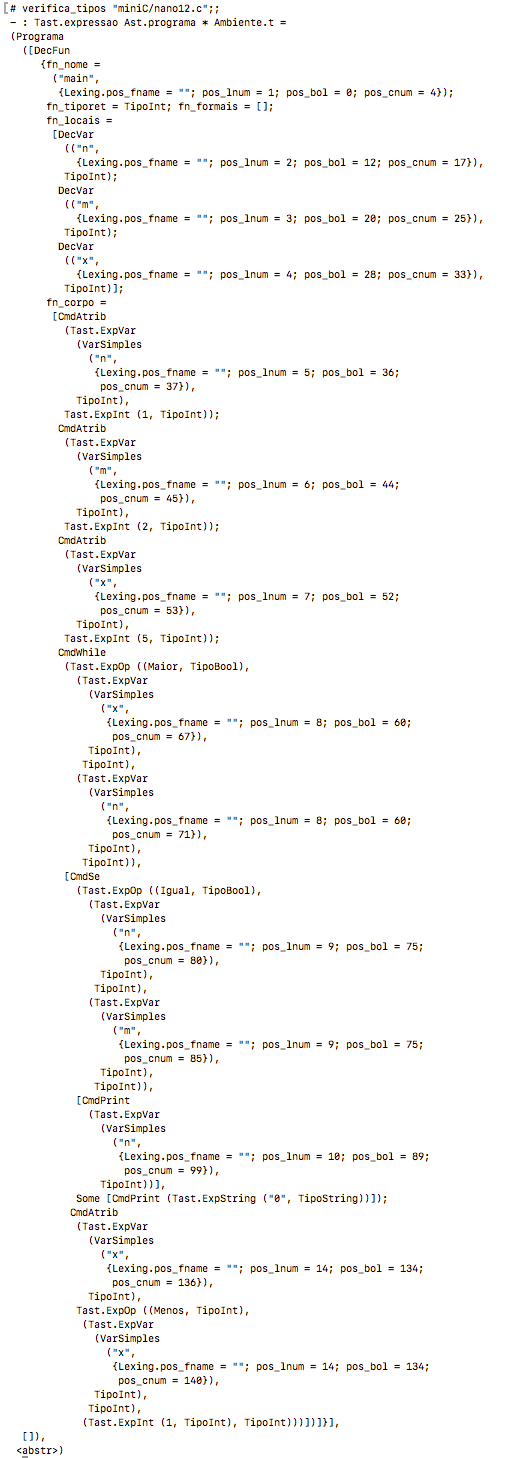 [# verifica_tipos "miniC/nano12.c";;
- : Tast.expressao Ast.programa * Ambiente.t =
(Programa
([DecFun
{fn_nome =
("main",
{Lexing.pos_fname = ""; pos_lnum = 1; pos_bol = 0; pos_cnum = 4});
fn_tiporet = TipoInt; fn_formais = [];
fn_locais =
[DecVar
(("n",
{Lexing.pos_fname = ""; pos_lnum = 2; pos_bol = 12; pos_cnum = 17}),
TipoInt);
DecVar
(("m",
{Lexing.pos_fname = ""; pos_lnum = 3; pos_bol = 20; pos_cnum = 25}),
TipoInt);
DecVar
(("x",
{Lexing.pos_fname = ""; pos_lnum = 4; pos_bol = 28; pos_cnum = 33}),
TipoInt)];
fn_corpo =
[CmdAtrib
(Tast.ExpVar
(VarSimples
("n",
{Lexing.pos_fname = ""; pos_lnum = 5; pos_bol = 36;
pos_cnum = 37}),
TipoInt),
Tast.ExpInt (1, TipoInt));
CmdAtrib
(Tast.ExpVar
(VarSimples
("m",
{Lexing.pos_fname = ""; pos_lnum = 6; pos_bol = 44;
pos_cnum = 45}),
TipoInt),
Tast.ExpInt (2, TipoInt));
CmdAtrib
(Tast.ExpVar
(VarSimples
("x",
{Lexing.pos_fname = ""; pos_lnum = 7; pos_bol = 52;
pos_cnum = 53}),
TipoInt),
Tast.ExpInt (5, TipoInt));
CmdWhile
(Tast.ExpOp ((Maior, TipoBool),
(Tast.ExpVar
(VarSimples
("x",
{Lexing.pos_fname = ""; pos_lnum = 8; pos_bol = 60;
pos_cnum = 67}),
TipoInt),
TipoInt),
(Tast.ExpVar
(VarSimples
("n",
{Lexing.pos_fname = ""; pos_lnum = 8; pos_bol = 60;
pos_cnum = 71}),
TipoInt),
TipoInt)),
[CmdSe
(Tast.ExpOp ((Igual, TipoBool),
(Tast.ExpVar
(VarSimples
("n",
{Lexing.pos_fname = ""; pos_lnum = 9; pos_bol = 75;
pos_cnum = 80}),
TipoInt),
TipoInt),
(Tast.ExpVar
(VarSimples
("m",
{Lexing.pos_fname = ""; pos_lnum = 9; pos_bol = 75;
pos_cnum = 85}),
TipoInt),
TipoInt)),
[CmdPrint
(Tast.ExpVar
(VarSimples
("n",
{Lexing.pos_fname = ""; pos_lnum = 10; pos_bol = 89;
pos_cnum = 99}),
TipoInt))],
Some [CmdPrint (Tast.ExpString ("0", TipoString))]);
CmdAtrib
(Tast.ExpVar
(VarSimples
("x",
{Lexing.pos_fname = ""; pos_lnum = 14; pos_bol = 134;
pos_cnum = 136}),
TipoInt),
Tast.ExpOp ((Menos, TipoInt),
(Tast.ExpVar
(VarSimples
("x",
{Lexing.pos_fname = ""; pos_lnum = 14; pos_bol = 134;
pos_cnum = 140}),
TipoInt),
TipoInt),
(Tast.ExpInt (1, TipoInt), TipoInt)))])]}],
[]),
<abstr>)